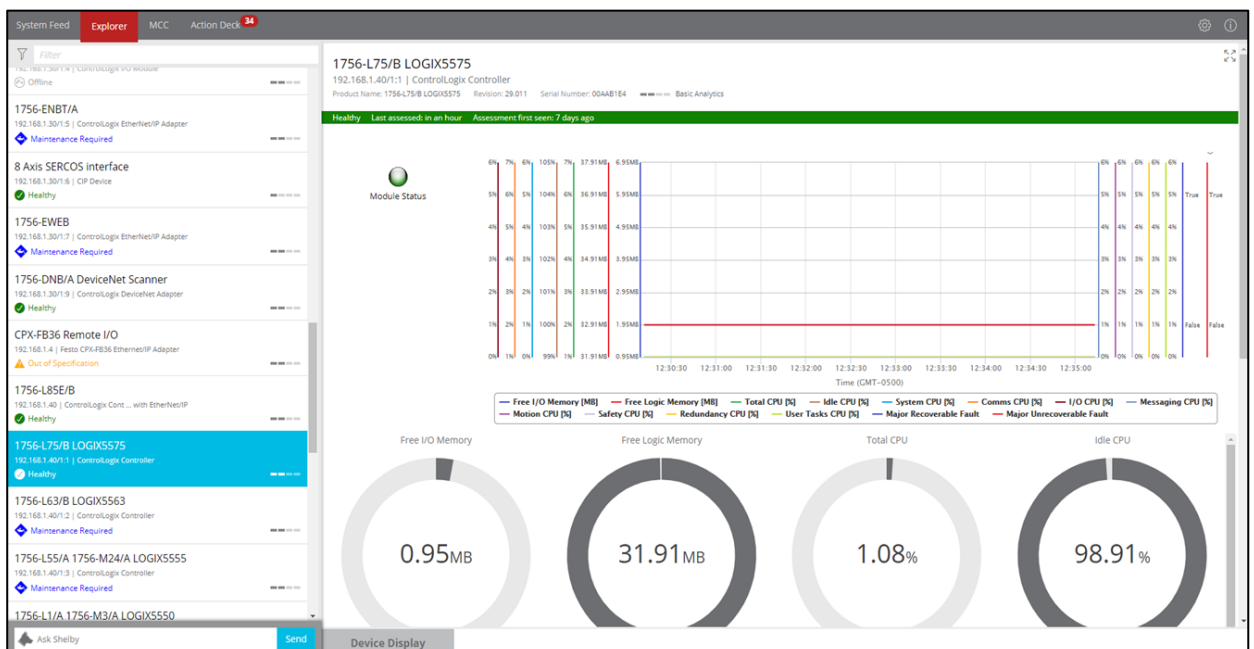 System Feed Explorer MCC Action Deck 34
Filter
192.168.1.30/1:4 | ControlLogix I/O Module
Offline
1756-ENBT/A
192.168.1.30/1:5 | ControlLogix EtherNet/IP Adapter
Maintenance Required
8 Axis SERCOS interface
192.168.1.30/1:6 | CIP Device
Healthy
1756-EWEB
192.168.1.30/1:7 | ControlLogix EtherNet/IP Adapter
Maintenance Required
1756-DNB/A DeviceNet Scanner
192.168.1.30/1:9 | ControlLogix DeviceNet Adapter
Healthy
CPX-FB36 Remote I/O
192.168.1.4 | Festo CPX-FB36 Ethernet/IP Adapter
Out of Specification
1756-L85E/B
192.168.1.40 | ControlLogix Cont ... with EtherNet/IP
Healthy
1756-L75/B LOGIX5575
192.168.1.40/1:1 | ControlLogix Controller
Healthy
1756-L63/B LOGIX5563
192.168.1.40/1:2 | ControlLogix Controller
Maintenance Required
1756-L55/A 1756-M24/A LOGIX5555
192.168.1.40/1:3 | ControlLogix Controller
Maintenance Required
1756-L1/A 1756-M3/A LOGIX5550
Ask Shelby Send
1756-L75/B LOGIX5575
192.168.1.40/1:1 | ControlLogix Controller
Product Name: 1756-L75/B LOGIX5575 Revision: 29.011 Serial Number: 00AAB1E4 Basic Analytics
Healthy Last assessed: in an hour Assessment first seen: 7 days ago
Module Status
6% 7% 6% 105% 7% 37.91MB 6.95MB 6% 6% 6% 6% 6%
5% 6% 5% 104% 6% 36.91MB 5.95MB 5% 5% 5% 5% 5% True True
4% 5% 4% 103% 5% 35.91MB 4.95MB 4% 4% 4% 4% 4%
3% 4% 3% 102% 4% 34.91MB 3.95MB 3% 3% 3% 3% 3%
2% 3% 2% 101% 3% 33.91MB 2.95MB 2% 2% 2% 2% 2%
1% 2% 1% 100% 2% 32.91MB 1.95MB 1% 1% 1% 1% 1% False False
0% 1% 0% 99% 1% 31.91MB 0.95MB 0% 0% 0% 0% 0%
12:30:30 12:31:00 12:31:30 12:32:00 12:32:30 12:33:00 12:33:30 12:34:00 12:34:30 12:35:00
Time (GMT-0500)
Free I/O Memory [MB] Free Logic Memory [MB] Total CPU [%] Idle CPU [%] System CPU [%] Comms CPU [%] I/O CPU [%] Messaging CPU [%]
Motion CPU [%] Safety CPU [%] Redundancy CPU [%] User Tasks CPU [%] Major Recoverable Fault Major Unrecoverable Fault
Free I/O Memory Free Logic Memory Total CPU Idle CPU
0.95MB 31.91MB 1.08% 98.91%
Device Display